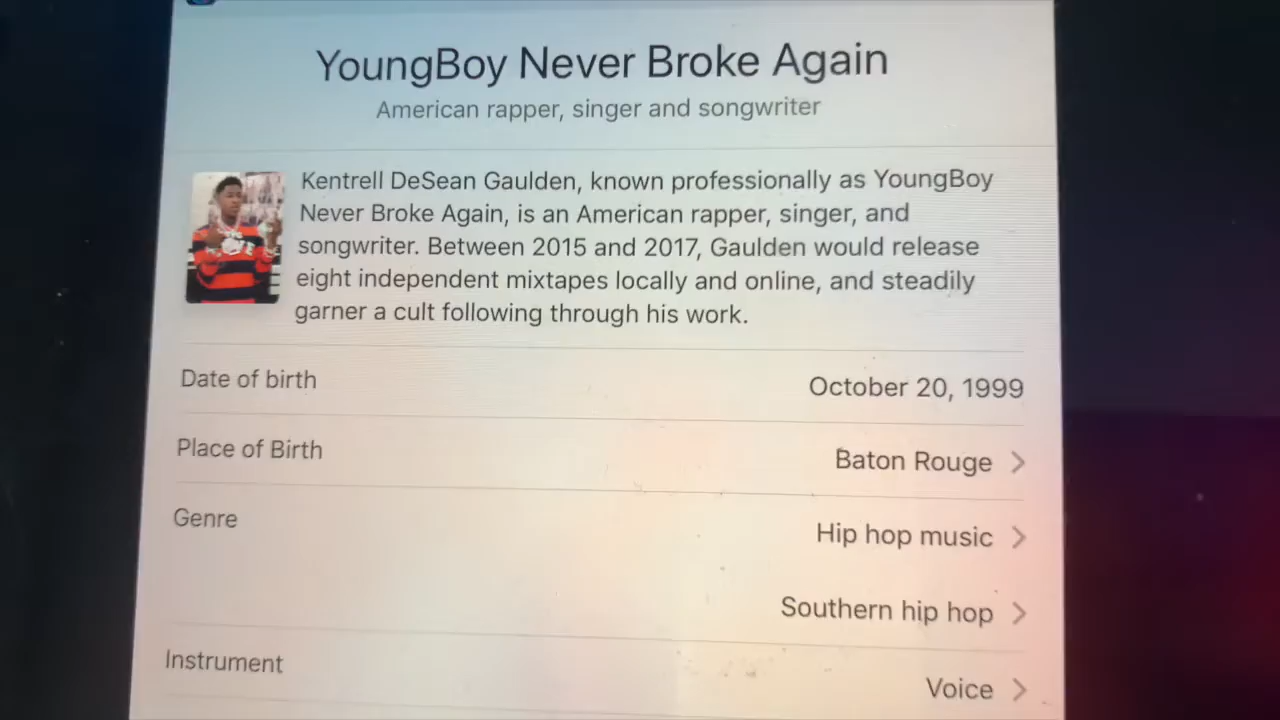 YoungBoy Never Broke Again
American rapper, singer and songwriter
Kentrell DeSean Gaulden, known professionally as YoungBoy
Never Broke Again, is an American rapper, singer, and
songwriter. Between 2015 and 2017, Gaulden would release
eight independent mixtapes locally and online, and steadily
garner a cult following through his work.
Date of birth
October 20, 1999
Place of Birth
Baton Rouge
Genre
Hip hop music
Southern hip hop
Instrument
Voice